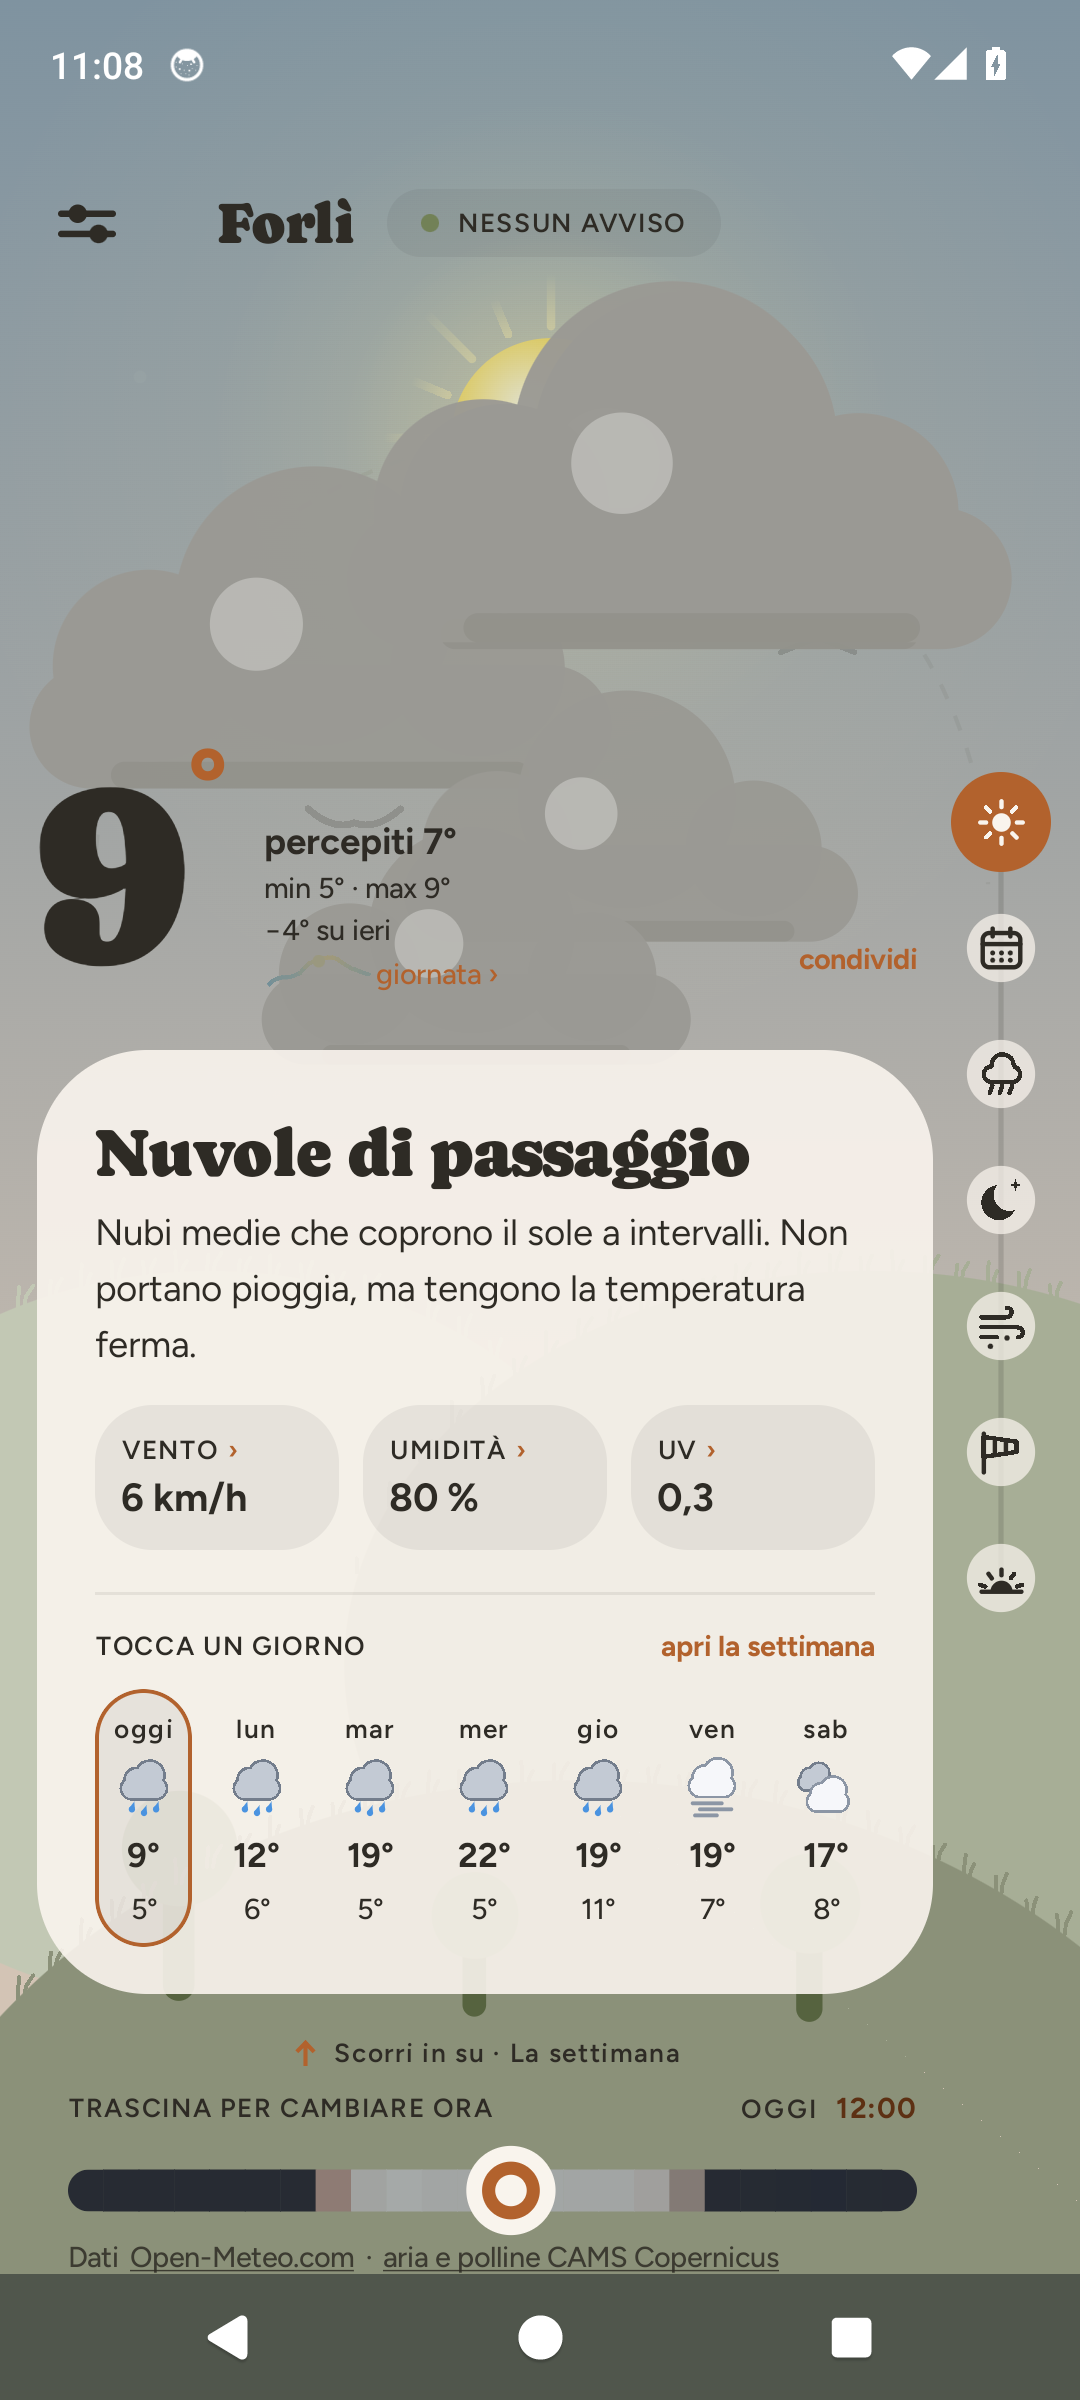 11:08
Forlì
NESSUN AVVISO
9
percepiti 7°
min 5° · max 9°
−4° su ieri
giornata ›
condividi
Nuvole di passaggio
Nubi medie che coprono il sole a intervalli. Non
portano pioggia, ma tengono la temperatura
ferma.
VENTO › UMIDITÀ › UV ›
6 km/h 80 % 0,3
TOCCA UN GIORNO apri la settimana
oggi lun mar mer gio ven sab
9° 12° 19° 22° 19° 19° 17°
5° 6° 5° 5° 11° 7° 8°
↑ Scorri in su · La settimana
TRASCINA PER CAMBIARE ORA OGGI 12:00
Dati Open-Meteo.com · aria e polline CAMS Copernicus